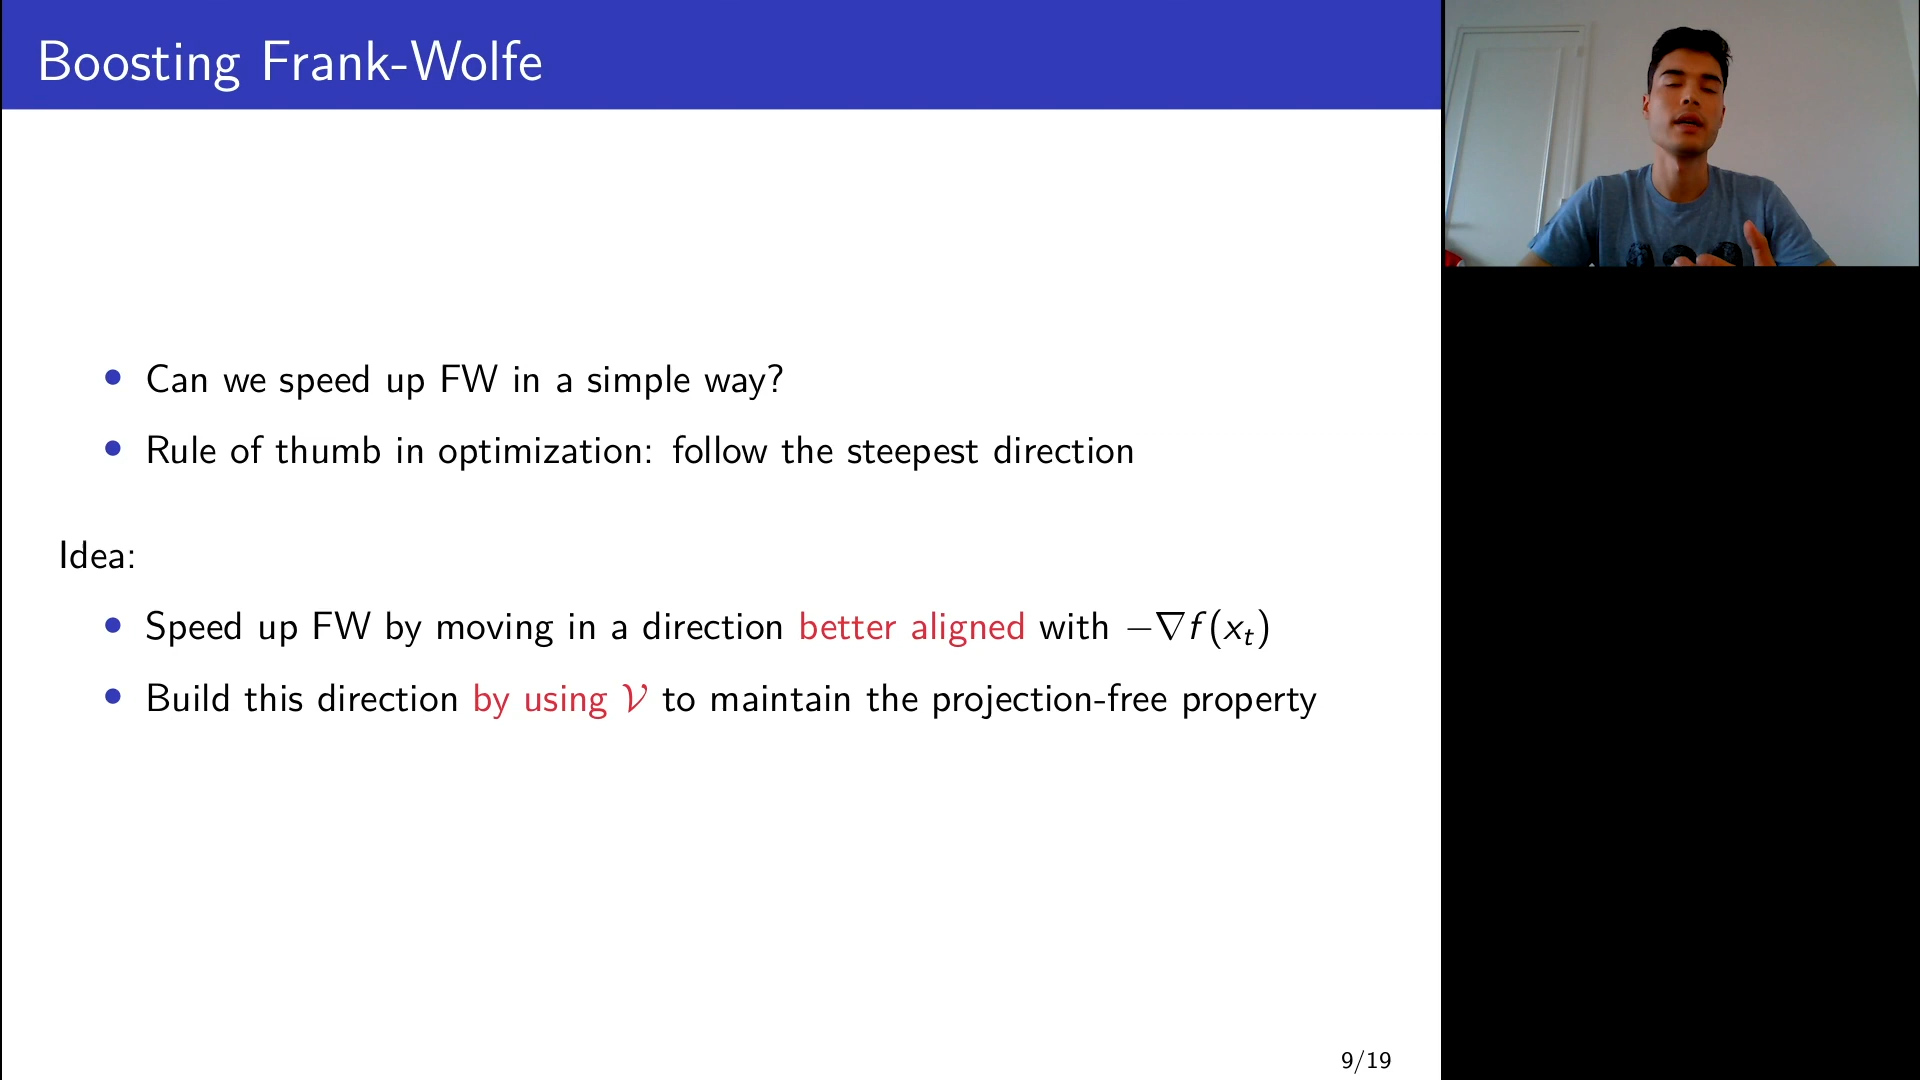 Boosting Frank-Wolfe
• Can we speed up FW in a simple way?
• Rule of thumb in optimization: follow the steepest direction
Idea:
• Speed up FW by moving in a direction better aligned with −∇f(xₜ)
• Build this direction by using 𝒱 to maintain the projection-free property
9/19